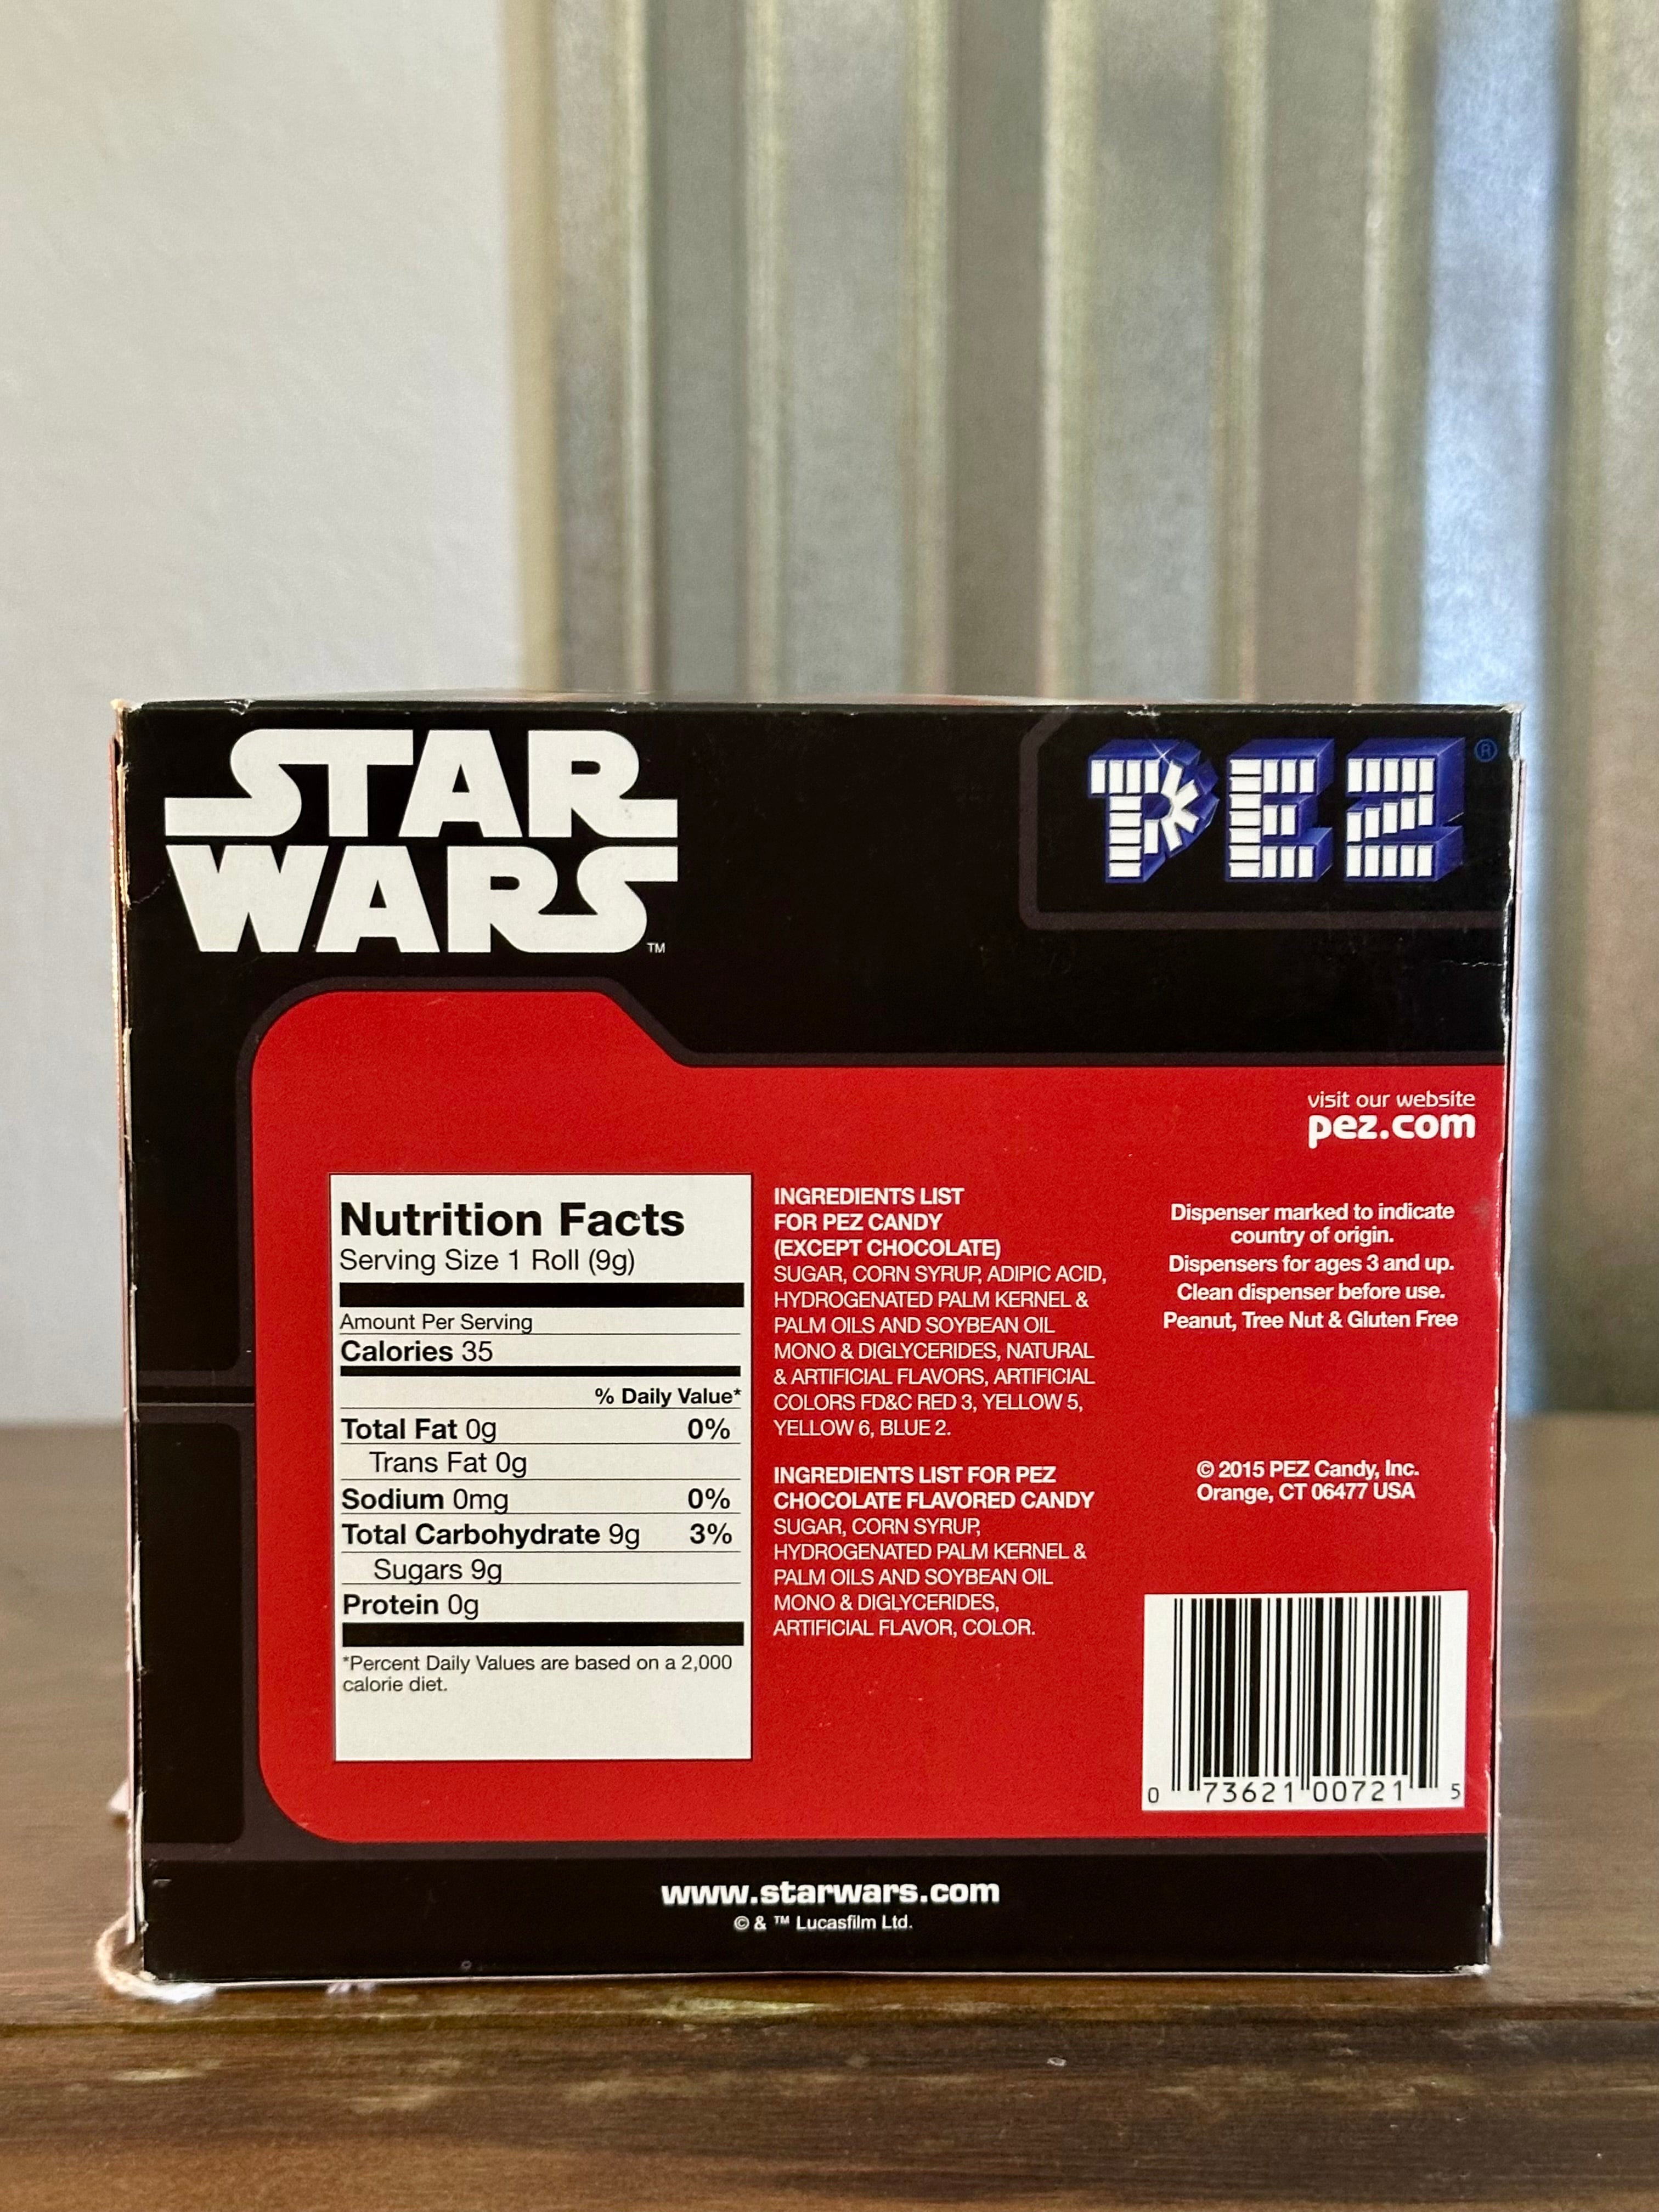 STAR
WARS
TM
PEZ®
visit our website
pez.com
Nutrition Facts
Serving Size 1 Roll (9g)
Amount Per Serving
Calories 35
% Daily Value*
Total Fat 0g 0%
Trans Fat 0g
Sodium 0mg 0%
Total Carbohydrate 9g 3%
Sugars 9g
Protein 0g
*Percent Daily Values are based on a 2,000
calorie diet.
INGREDIENTS LIST
FOR PEZ CANDY
(EXCEPT CHOCOLATE)
SUGAR, CORN SYRUP, ADIPIC ACID,
HYDROGENATED PALM KERNEL &
PALM OILS AND SOYBEAN OIL
MONO & DIGLYCERIDES, NATURAL
& ARTIFICIAL FLAVORS, ARTIFICIAL
COLORS FD&C RED 3, YELLOW 5,
YELLOW 6, BLUE 2.
INGREDIENTS LIST FOR PEZ
CHOCOLATE FLAVORED CANDY
SUGAR, CORN SYRUP,
HYDROGENATED PALM KERNEL &
PALM OILS AND SOYBEAN OIL
MONO & DIGLYCERIDES,
ARTIFICIAL FLAVOR, COLOR.
Dispenser marked to indicate
country of origin.
Dispensers for ages 3 and up.
Clean dispenser before use.
Peanut, Tree Nut & Gluten Free
© 2015 PEZ Candy, Inc.
Orange, CT 06477 USA
0 73621 00721 5
www.starwars.com
© & ™ Lucasfilm Ltd.